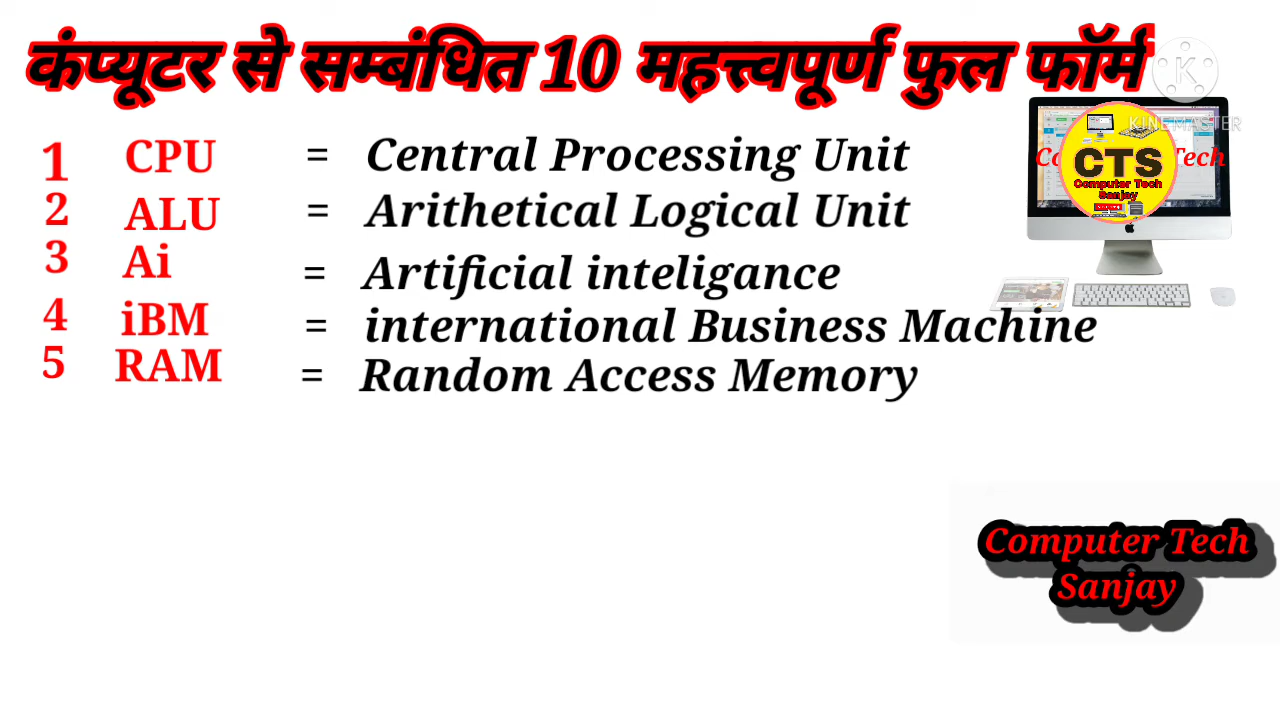 कंप्यूटर से सम्बंधित 10 महत्त्वपूर्ण फुल फॉर्म
KINEMASTER
1 CPU = Central Processing Unit
2 ALU = Arithetical Logical Unit
3 Ai = Artificial inteligance
4 iBM = international Business Machine
5 RAM = Random Access Memory
CTS
Computer Tech
Sanjay
Computer Tech
Sanjay